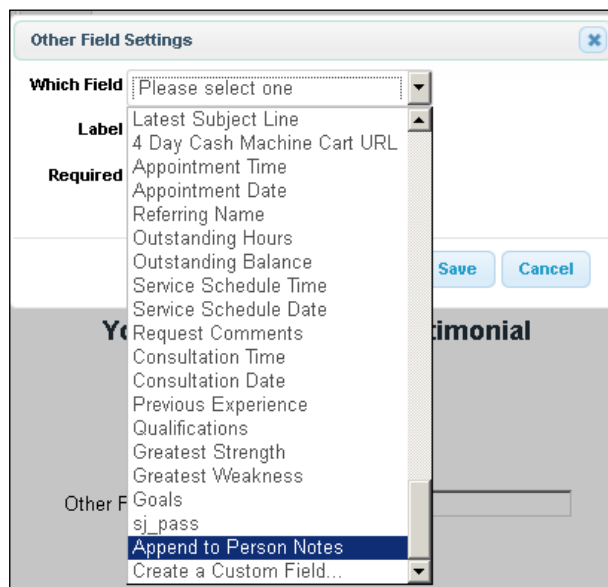 Other Field Settings
Which Field Please select one
Label
Required
Latest Subject Line
4 Day Cash Machine Cart URL
Appointment Time
Appointment Date
Referring Name
Outstanding Hours
Outstanding Balance
Service Schedule Time
Service Schedule Date
Request Comments
Consultation Time
Consultation Date
Previous Experience
Qualifications
Greatest Strength
Greatest Weakness
Goals
sj_pass
Append to Person Notes
Create a Custom Field...
Save Cancel
Other F